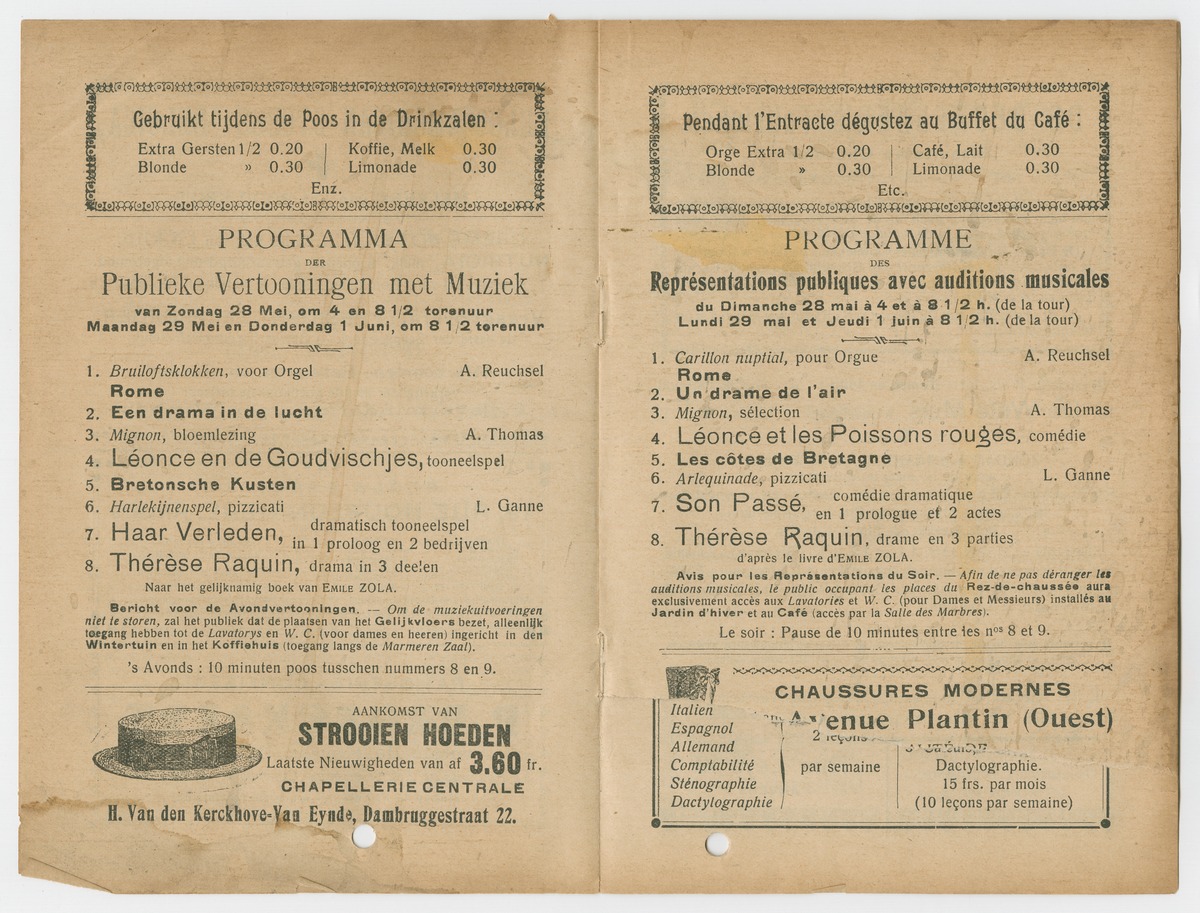 Gebruikt tijdens de Poos in de Drinkzalen :
Extra Gersten 1/2 0.20 | Koffie, Melk 0.30
Blonde » 0.30 | Limonade 0.30
Enz.
PROGRAMMA
DER
Publieke Vertooningen met Muziek
van Zondag 28 Mei, om 4 en 8 1/2 torenuur
Maandag 29 Mei en Donderdag 1 Juni, om 8 1/2 torenuur
1. Bruiloftsklokken, voor Orgel A. Reuchsel
Rome
2. Een drama in de lucht
3. Mignon, bloemlezing A. Thomas
4. Léonce en de Goudvischjes, tooneelspel
5. Bretonsche Kusten
6. Harlekijnenspel, pizzicati L. Ganne
7. Haar Verleden, dramatisch tooneelspel
in 1 proloog en 2 bedrijven
8. Thérèse Raquin, drama in 3 deelen
Naar het gelijknamig boek van EMILE ZOLA.
Bericht voor de Avondvertooningen. — Om de muziekuitvoeringen
niet te storen, zal het publiek dat de plaatsen van het Gelijkvloers bezet, alleenlijk
toegang hebben tot de Lavatorys en W. C. (voor dames en heeren) ingericht in den
Wintertuin en in het Koffiehuis (toegang langs de Marmeren Zaal).
's Avonds : 10 minuten poos tusschen nummers 8 en 9.
AANKOMST VAN
STROOIEN HOEDEN
Laatste Nieuwigheden van af 3.60 fr.
CHAPELLERIE CENTRALE
H. Van den Kerckhove-Van Eynde, Dambruggestraat 22.
Pendant l'Entracte dégustez au Buffet du Café :
Orge Extra 1/2 0.20 | Café, Lait 0.30
Blonde » 0.30 | Limonade 0.30
Etc.
PROGRAMME
DES
Représentations publiques avec auditions musicales
du Dimanche 28 mai à 4 et à 8 1/2 h. (de la tour)
Lundi 29 mai et Jeudi 1 juin à 8 1/2 h. (de la tour)
1. Carillon nuptial, pour Orgue A. Reuchsel
Rome
2. Un drame de l'air
3. Mignon, sélection A. Thomas
4. Léonce et les Poissons rouges, comédie
5. Les côtes de Bretagne
6. Arlequinade, pizzicati L. Ganne
7. Son Passé, comédie dramatique
en 1 prologue et 2 actes
8. Thérèse Raquin, drame en 3 parties
d'après le livre d'EMILE ZOLA.
Avis pour les Représentations du Soir. — Afin de ne pas déranger les
auditions musicales, le public occupant les places du Rez-de-chaussée aura
exclusivement accès aux Lavatories et W. C. (pour Dames et Messieurs) installés au
Jardin d'hiver et au Café (accès par la Salle des Marbres).
Le soir : Pause de 10 minutes entre les nos 8 et 9.
CHAUSSURES MODERNES
Avenue Plantin (Ouest)
Italien
Espagnol
Allemand
Comptabilité
Sténographie
Dactylographie
2 leçons
par semaine
Dactylographie.
15 frs. par mois
(10 leçons par semaine)